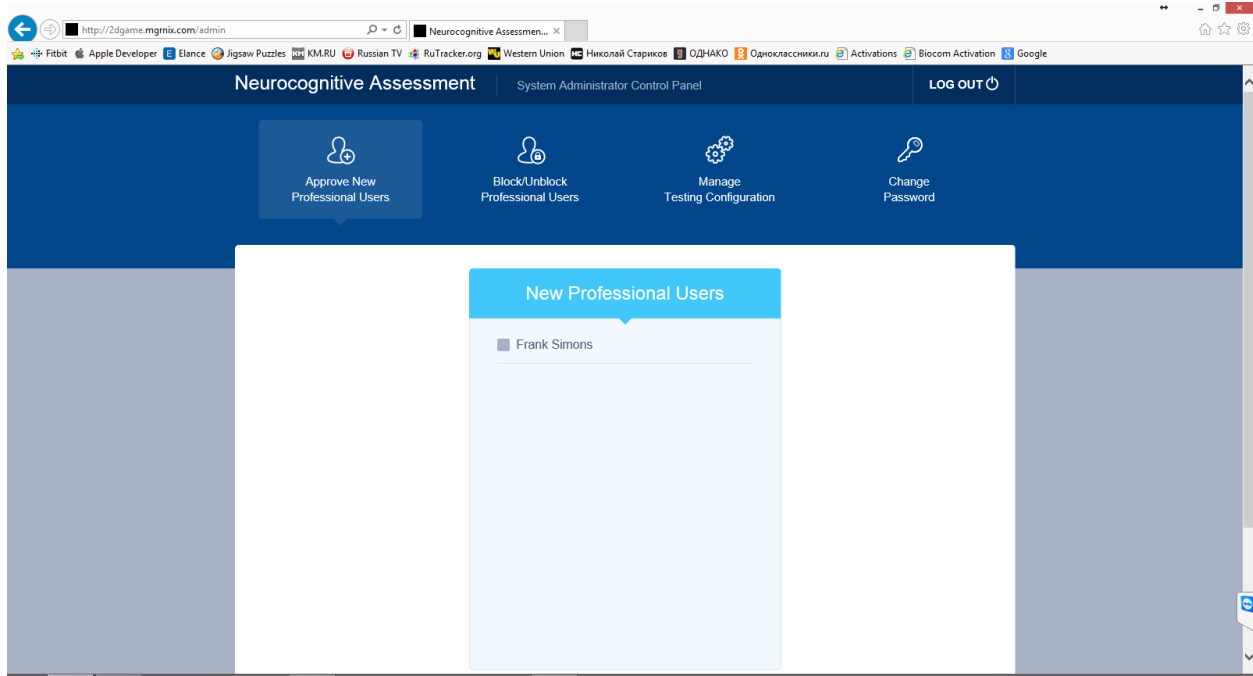 http://2dgame.mgrnix.com/admin
Neurocognitive Assessmen...
Fitbit Apple Developer Elance Jigsaw Puzzles KM.RU Russian TV RuTracker.org Western Union Николай Стариков ОДНАКО Одноклассники.ru Activations Biocom Activation Google
Neurocognitive Assessment System Administrator Control Panel LOG OUT
Approve New
Professional Users
Block/Unblock
Professional Users
Manage
Testing Configuration
Change
Password
New Professional Users
Frank Simons